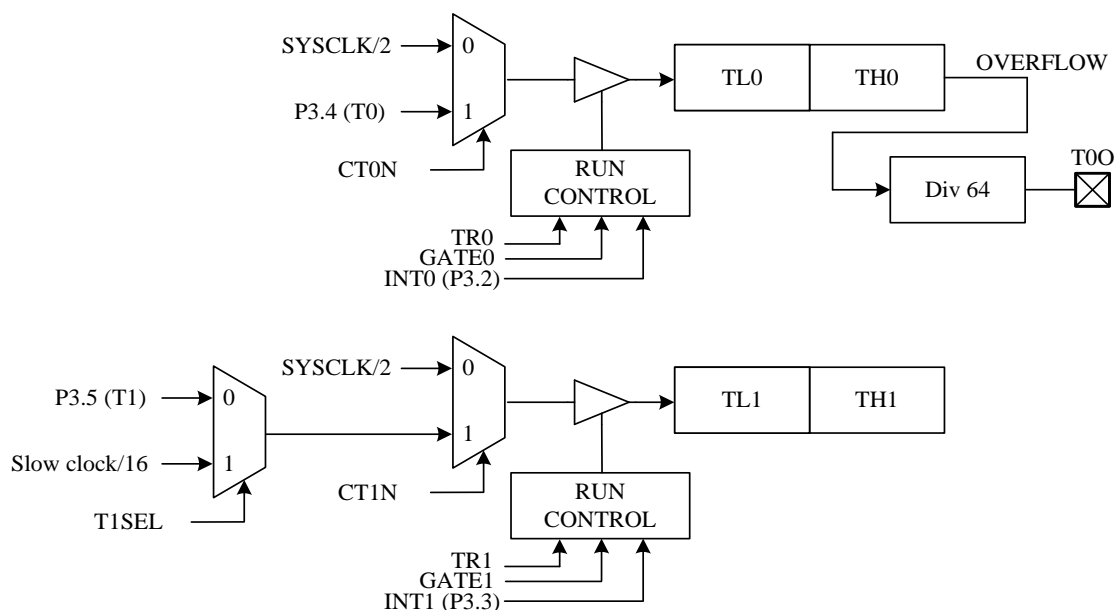 SYSCLK/2
0
TL0
TH0
OVERFLOW
P3.4 (T0)
1
T0O
CT0N
RUN
CONTROL
Div 64
TR0
GATE0
INT0 (P3.2)
SYSCLK/2
0
P3.5 (T1)
0
TL1
TH1
1
Slow clock/16
1
CT1N
RUN
CONTROL
T1SEL
TR1
GATE1
INT1 (P3.3)